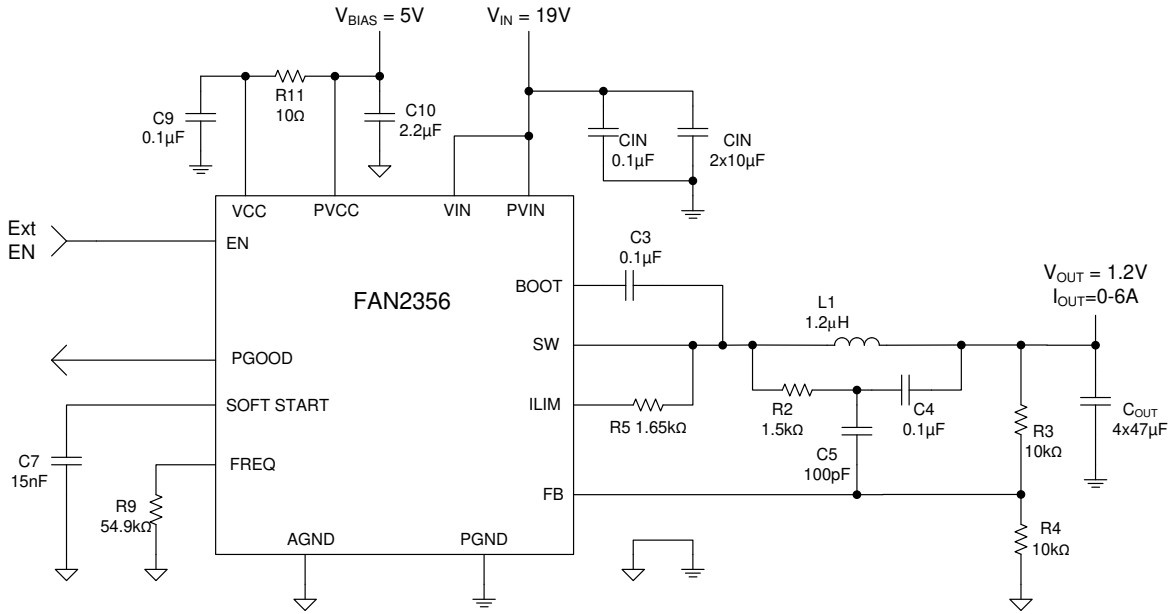 V_BIAS = 5V
V_IN = 19V
C9
0.1µF
R11
10Ω
C10
2.2µF
CIN
0.1µF
CIN
2x10µF
VCC
PVCC
VIN
PVIN
Ext
EN
EN
FAN2356
BOOT
C3
0.1µF
V_OUT = 1.2V
I_OUT=0-6A
L1
1.2µH
PGOOD
SW
SOFT START
ILIM
R5 1.65kΩ
R2
1.5kΩ
C4
0.1µF
C5
100pF
R3
10kΩ
C_OUT
4x47µF
C7
15nF
FREQ
R9
54.9kΩ
FB
R4
10kΩ
AGND
PGND